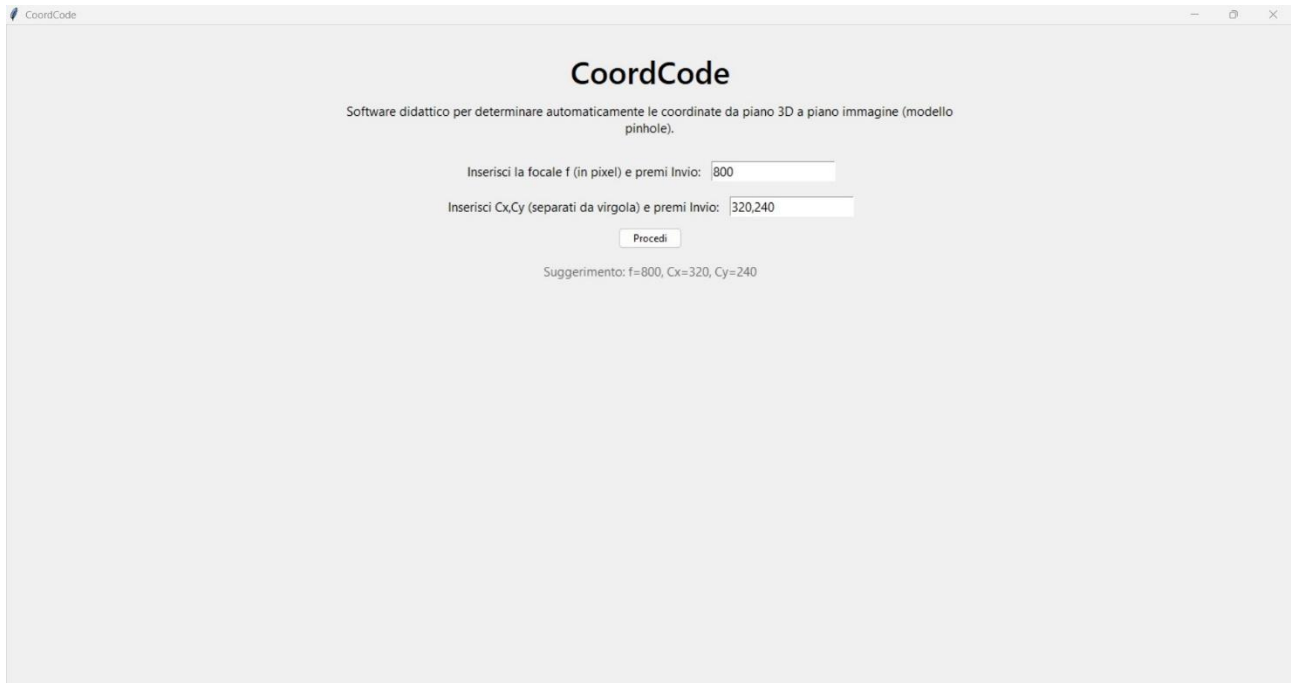 CoordCode
CoordCode
Software didattico per determinare automaticamente le coordinate da piano 3D a piano immagine (modello
pinhole).
Inserisci la focale f (in pixel) e premi Invio: 800
Inserisci Cx,Cy (separati da virgola) e premi Invio: 320,240
Procedi
Suggerimento: f=800, Cx=320, Cy=240